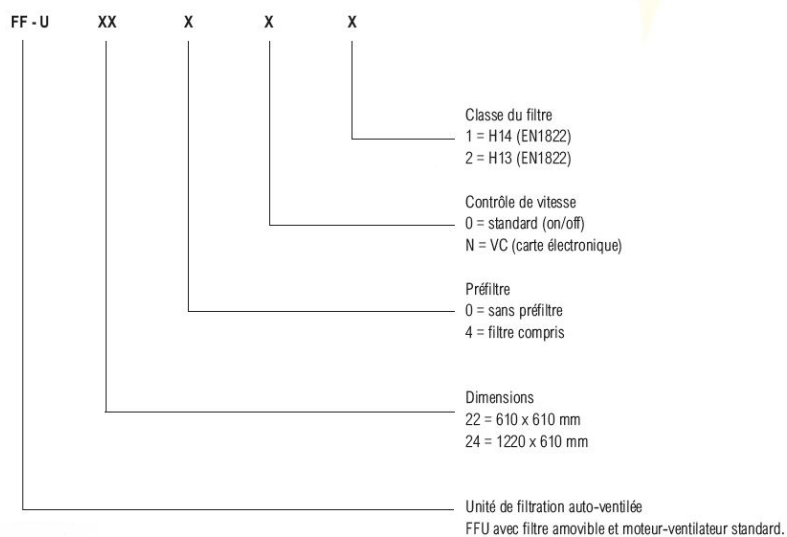 FF - U XX X X X
Classe du filtre
1 = H14 (EN1822)
2 = H13 (EN1822)
Contrôle de vitesse
0 = standard (on/off)
N = VC (carte électronique)
Préfiltre
0 = sans préfiltre
4 = filtre compris
Dimensions
22 = 610 x 610 mm
24 = 1220 x 610 mm
Unité de filtration auto-ventilée
FFU avec filtre amovible et moteur-ventilateur standard.